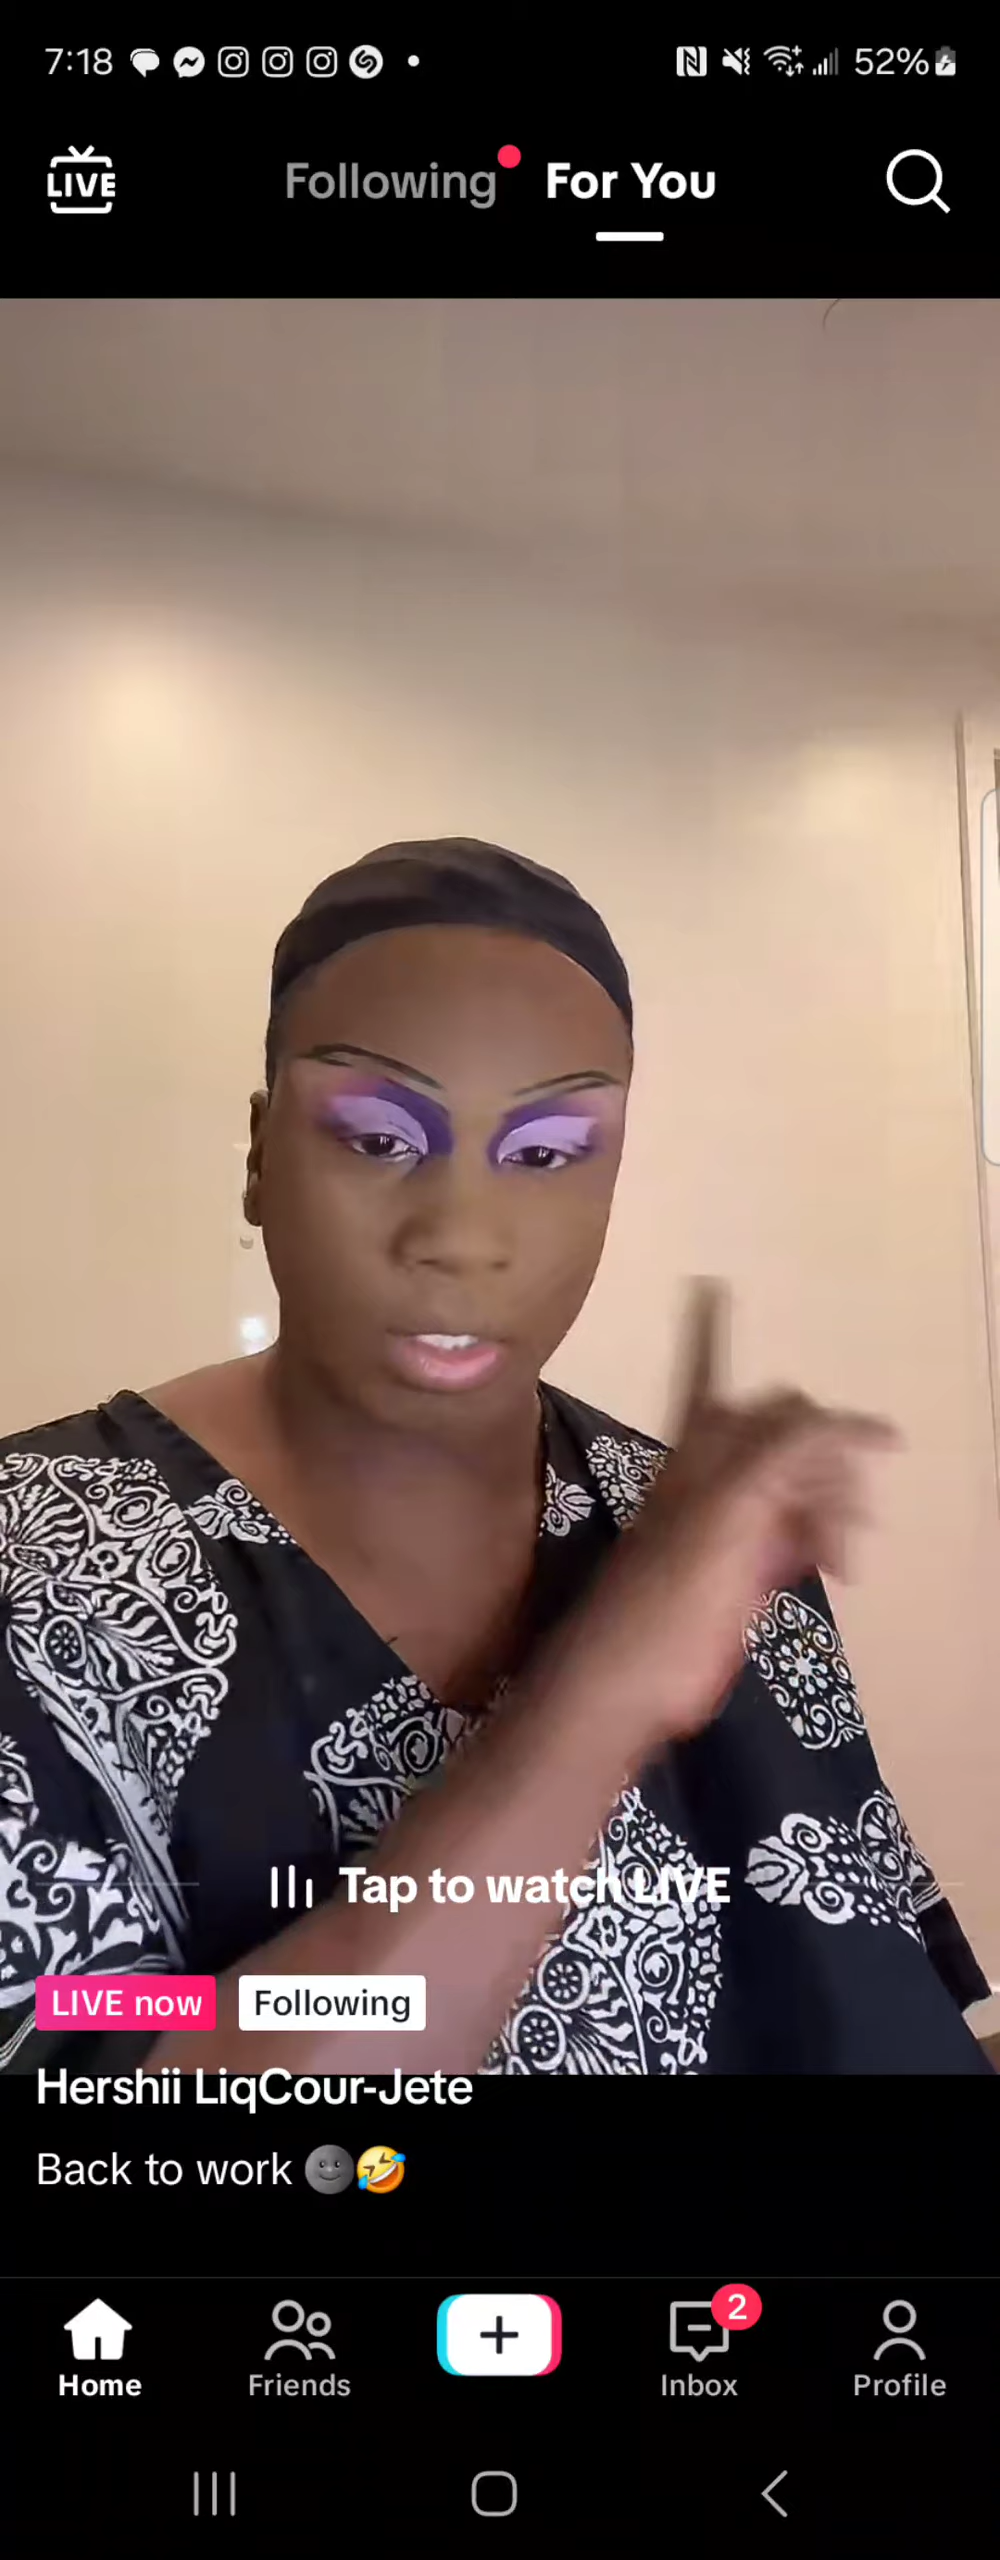 7:18 52%
LIVE Following For You
Tap to watch LIVE
LIVE now Following
Hershii LiqCour-Jete
Back to work 🌚🤣
2
Home Friends Inbox Profile